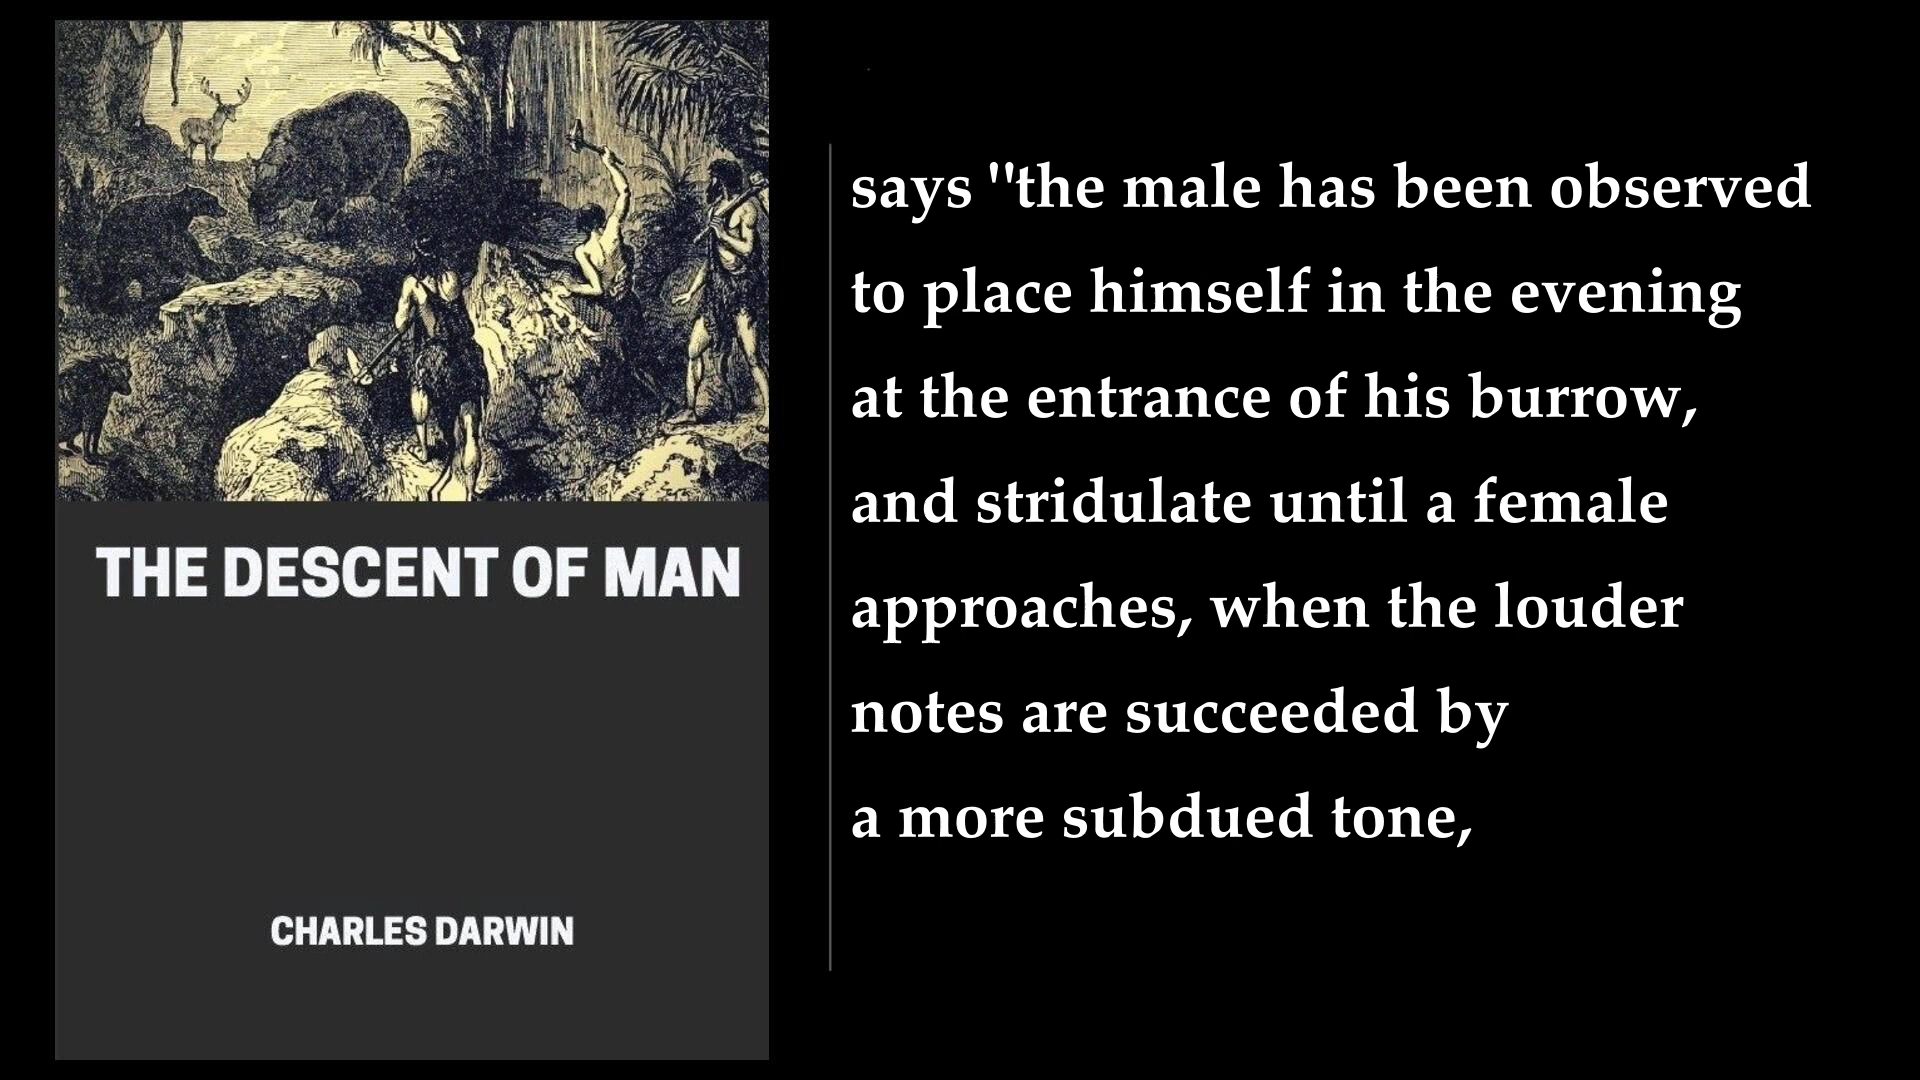 THE DESCENT OF MAN
CHARLES DARWIN
says "the male has been observed
to place himself in the evening
at the entrance of his burrow,
and stridulate until a female
approaches, when the louder
notes are succeeded by
a more subdued tone,